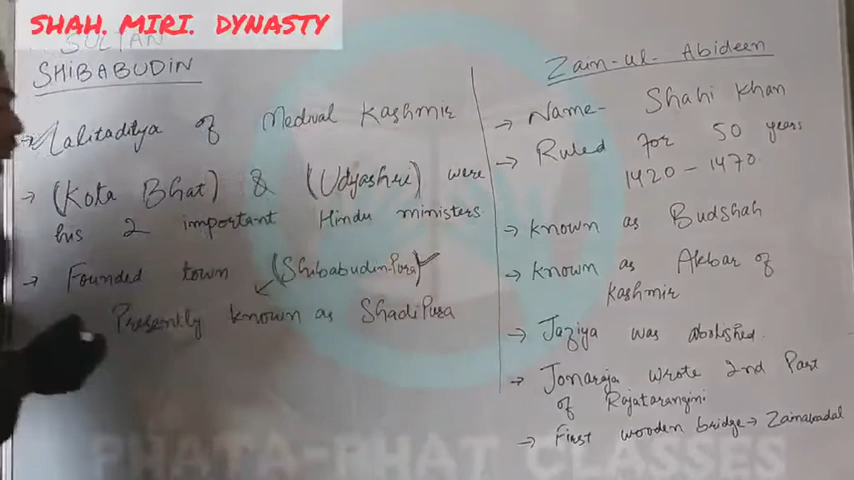 SHAH. MIRI. DYNASTY
SULTAN
SHIBABUDIN
→ Lalitaditya of Medival Kashmir
→ (Kota Bhat) & (Udyashri) were
his 2 important Hindu ministers
→ Founded town (Shibabudin-Pura)
Presently known as ShadiPura
Zain-ul-Abideen
→ Name- Shahi Khan
→ Ruled for 50 years
1420 - 1470
→ Known as Budshah
→ Known as Akbar of
Kashmir
→ Jaziya was abolished.
→ Jonaraja wrote 2nd Part
of Rajatarangini
→ First wooden bridge → Zainakadal
PHATA-PHAT CLASSES